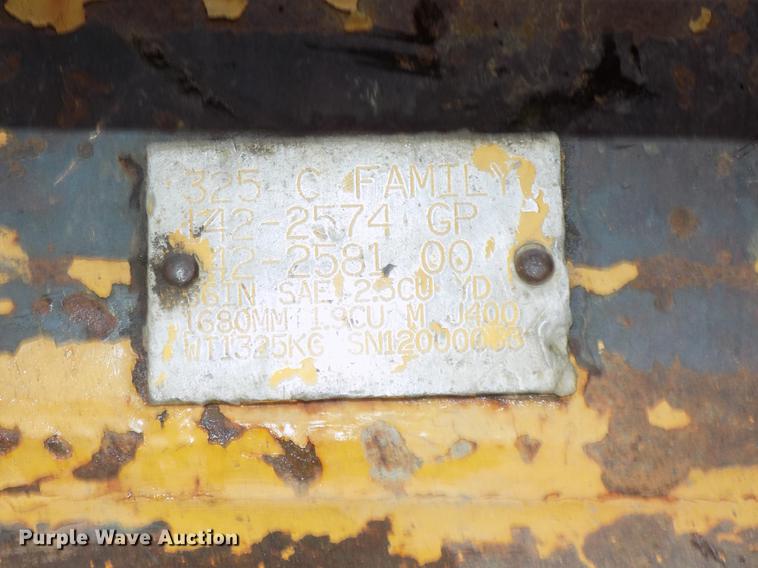 325 C FAMILY
142-2574 GP
142-2581 00
SAE 2.5CU YD
1680MM 1.9CU M J400
WT1325KG
Purple Wave Auction